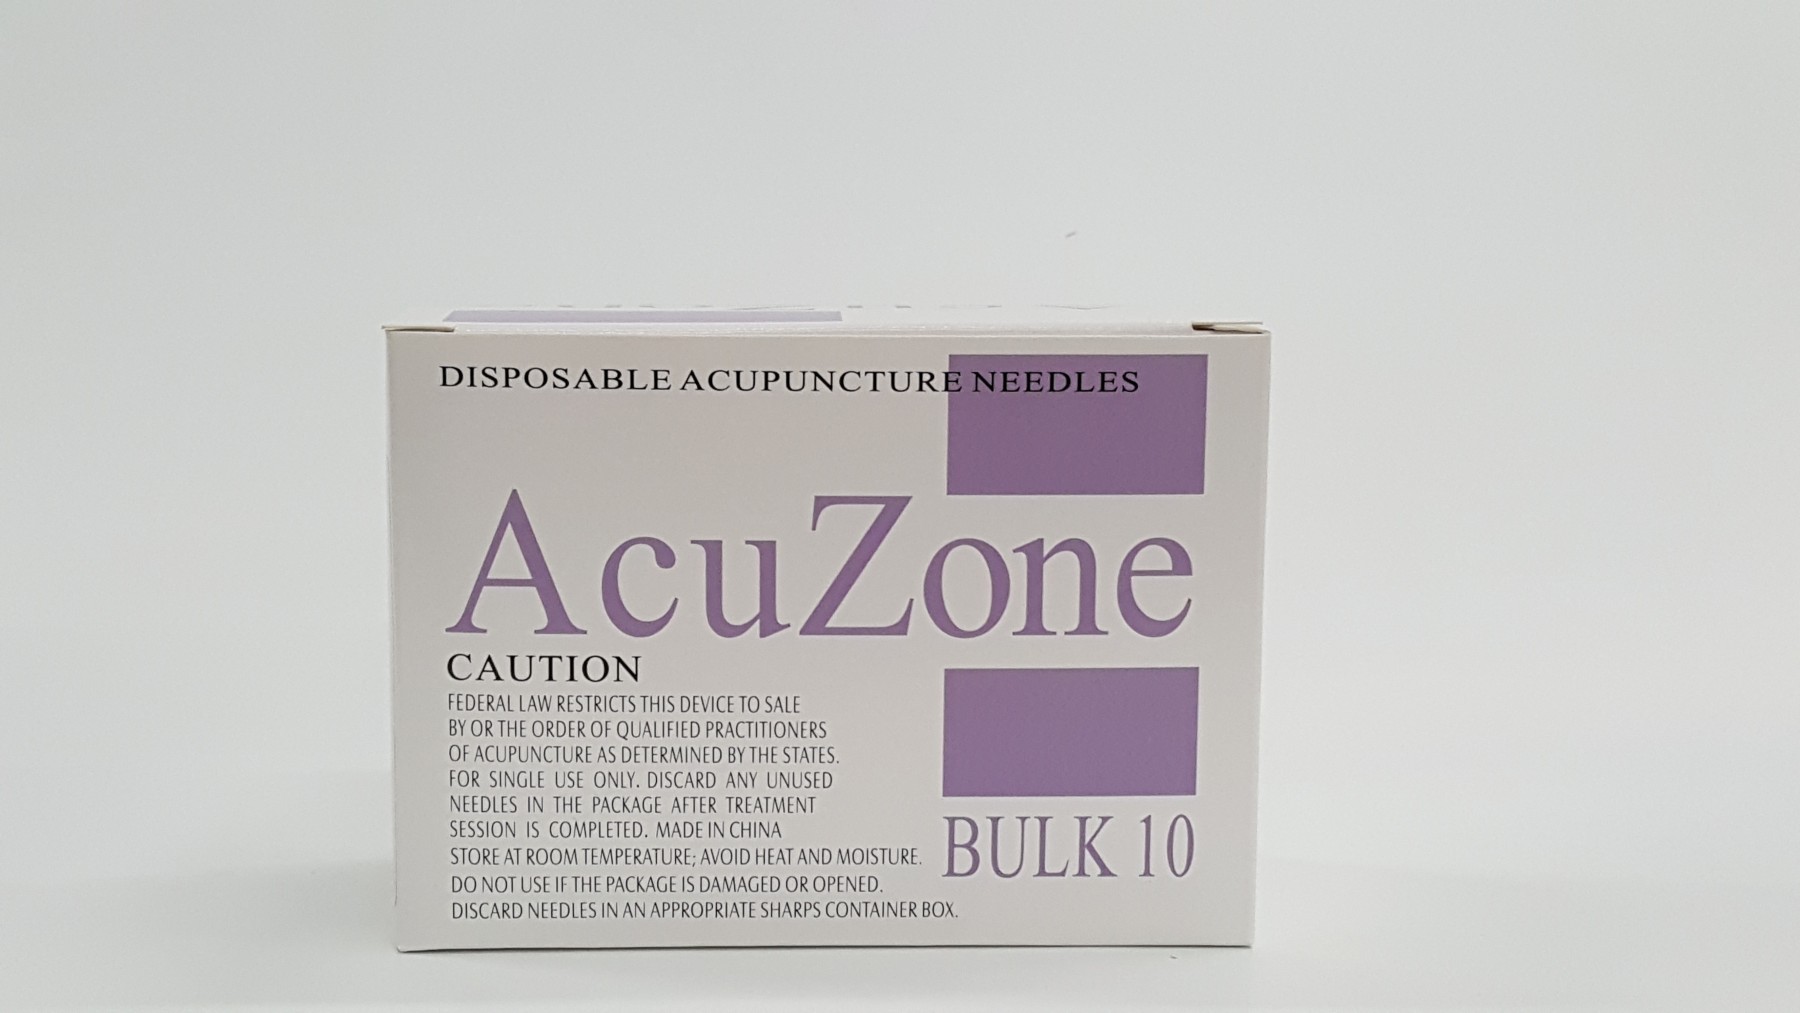 DISPOSABLE ACUPUNCTURE NEEDLES
AcuZone
CAUTION
FEDERAL LAW RESTRICTS THIS DEVICE TO SALE
BY OR THE ORDER OF QUALIFIED PRACTITIONERS
OF ACUPUNCTURE AS DETERMINED BY THE STATES.
FOR SINGLE USE ONLY. DISCARD ANY UNUSED
NEEDLES IN THE PACKAGE AFTER TREATMENT
SESSION IS COMPLETED. MADE IN CHINA
STORE AT ROOM TEMPERATURE; AVOID HEAT AND MOISTURE.
DO NOT USE IF THE PACKAGE IS DAMAGED OR OPENED.
DISCARD NEEDLES IN AN APPROPRIATE SHARPS CONTAINER BOX.
BULK 10